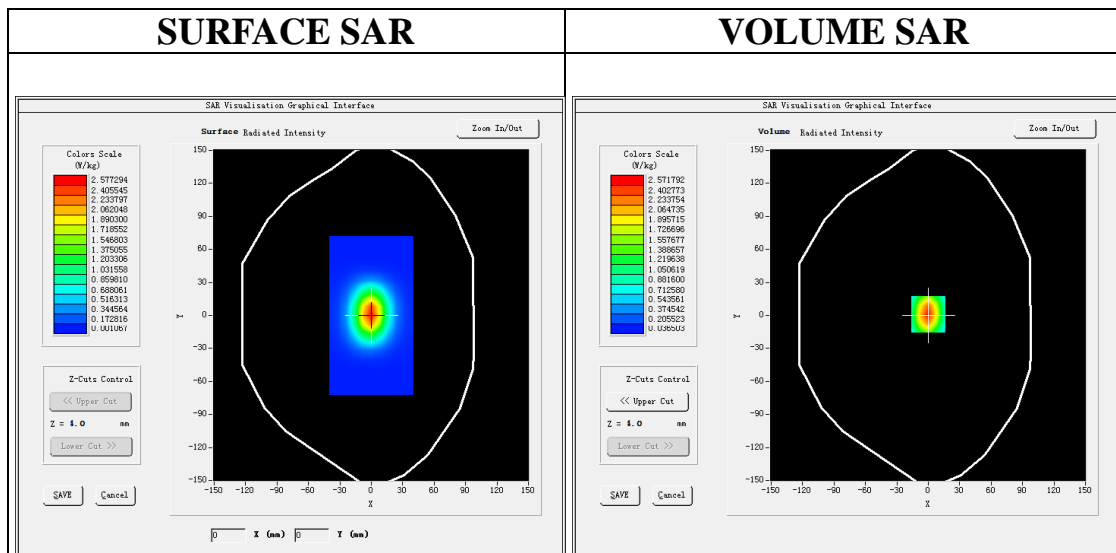 SURFACE SAR
VOLUME SAR
SAR Visualisation Graphical Interface
Surface Radiated Intensity
Zoom In/Out
Colors Scale
(W/kg)
2.577294
2.405545
2.233797
2.062048
1.890300
1.718552
1.546803
1.375055
1.203306
1.031558
0.859810
0.688061
0.516313
0.344564
0.172816
0.001067
Z-Cuts Control
<< Upper Cut
Z = 4.0 mm
Lower Cut >>
SAVE Cancel
150
120
90
60
30
0
-30
-60
-90
-120
-150
Y
-150 -120 -90 -60 -30 0 30 60 90 120 150
X
0 X (mm) 0 Y (mm)
SAR Visualisation Graphical Interface
Volume Radiated Intensity
Zoom In/Out
Colors Scale
(W/kg)
2.571792
2.402773
2.233754
2.064735
1.895715
1.726696
1.557677
1.388657
1.219638
1.050619
0.881600
0.712580
0.543561
0.374542
0.205523
0.036503
Z-Cuts Control
<< Upper Cut
Z = 4.0 mm
Lower Cut >>
SAVE Cancel
150
120
90
60
30
0
-30
-60
-90
-120
-150
Y
-150 -120 -90 -60 -30 0 30 60 90 120 150
X